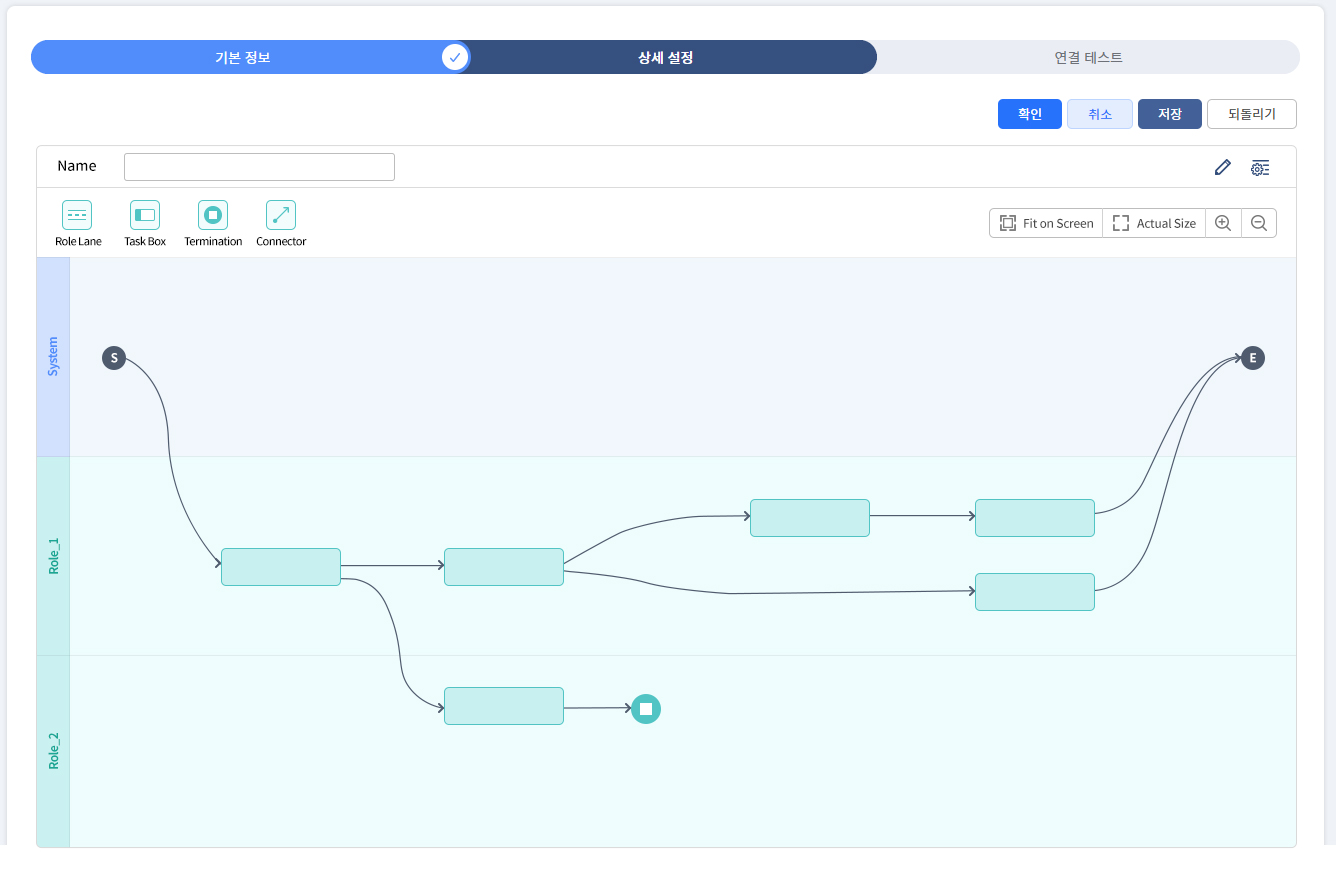 기본 정보
상세 설정
연결 테스트
확인
취소
저장
되돌리기
Name
Role Lane
Task Box
Termination
Connector
Fit on Screen
Actual Size
System
S
E
Role_1
Role_2